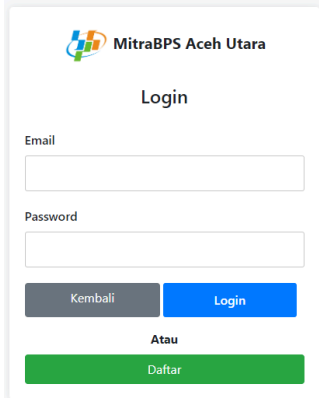 MitraBPS Aceh Utara
Login
Email
Password
Kembali Login
Atau
Daftar